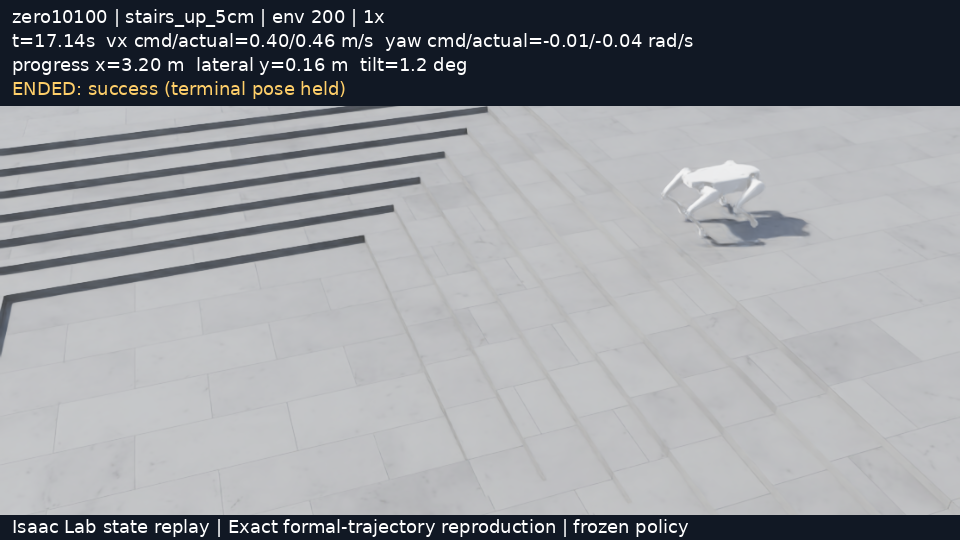 zero10100 | stairs_up_5cm | env 200 | 1x
t=17.14s  vx cmd/actual=0.40/0.46 m/s  yaw cmd/actual=-0.01/-0.04 rad/s
progress x=3.20 m  lateral y=0.16 m  tilt=1.2 deg
ENDED: success (terminal pose held)
Isaac Lab state replay | Exact formal-trajectory reproduction | frozen policy